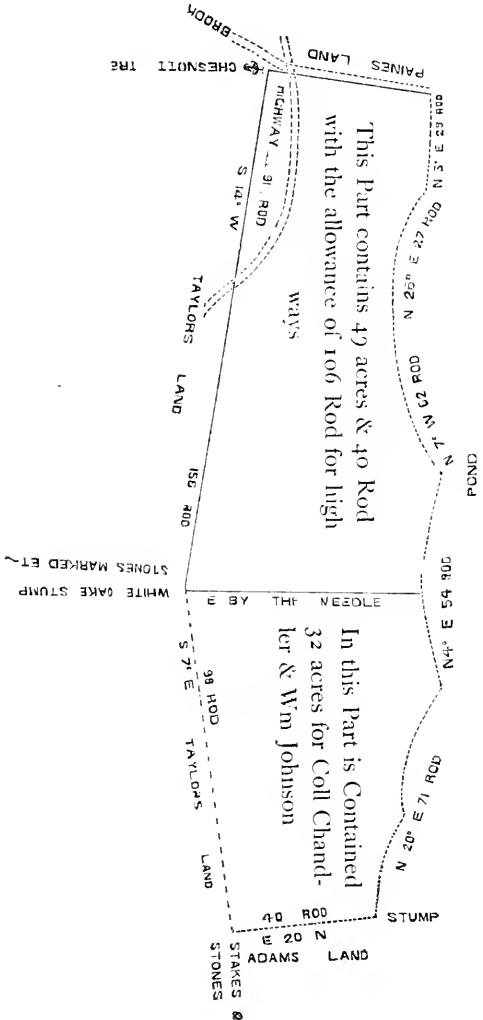 BROOK
CHESNOTT TRE
PAINES LAND
HIGHWAY — 91 ROD
S 14° W
TAYLORS LAND
156 ROD
This Part contains 49 acres & 40 Rod
with the allowance of 106 Rod for high
ways
N 3° E 29 ROD
N 26° E 27 ROD
N 7° W 62 ROD
POND
N 4° E 54 ROD
N 20° E 71 ROD
WHITE OAKE STUMP
STONES MARKED ET
E BY THE NEEDLE
In this Part is Contained
32 acres for Coll Chand-
ler & Wm Johnson
98 ROD
S 7° E
TAYLORS LAND
40 ROD
E 20 N
STUMP
ADAMS LAND
STAKES &
STONES